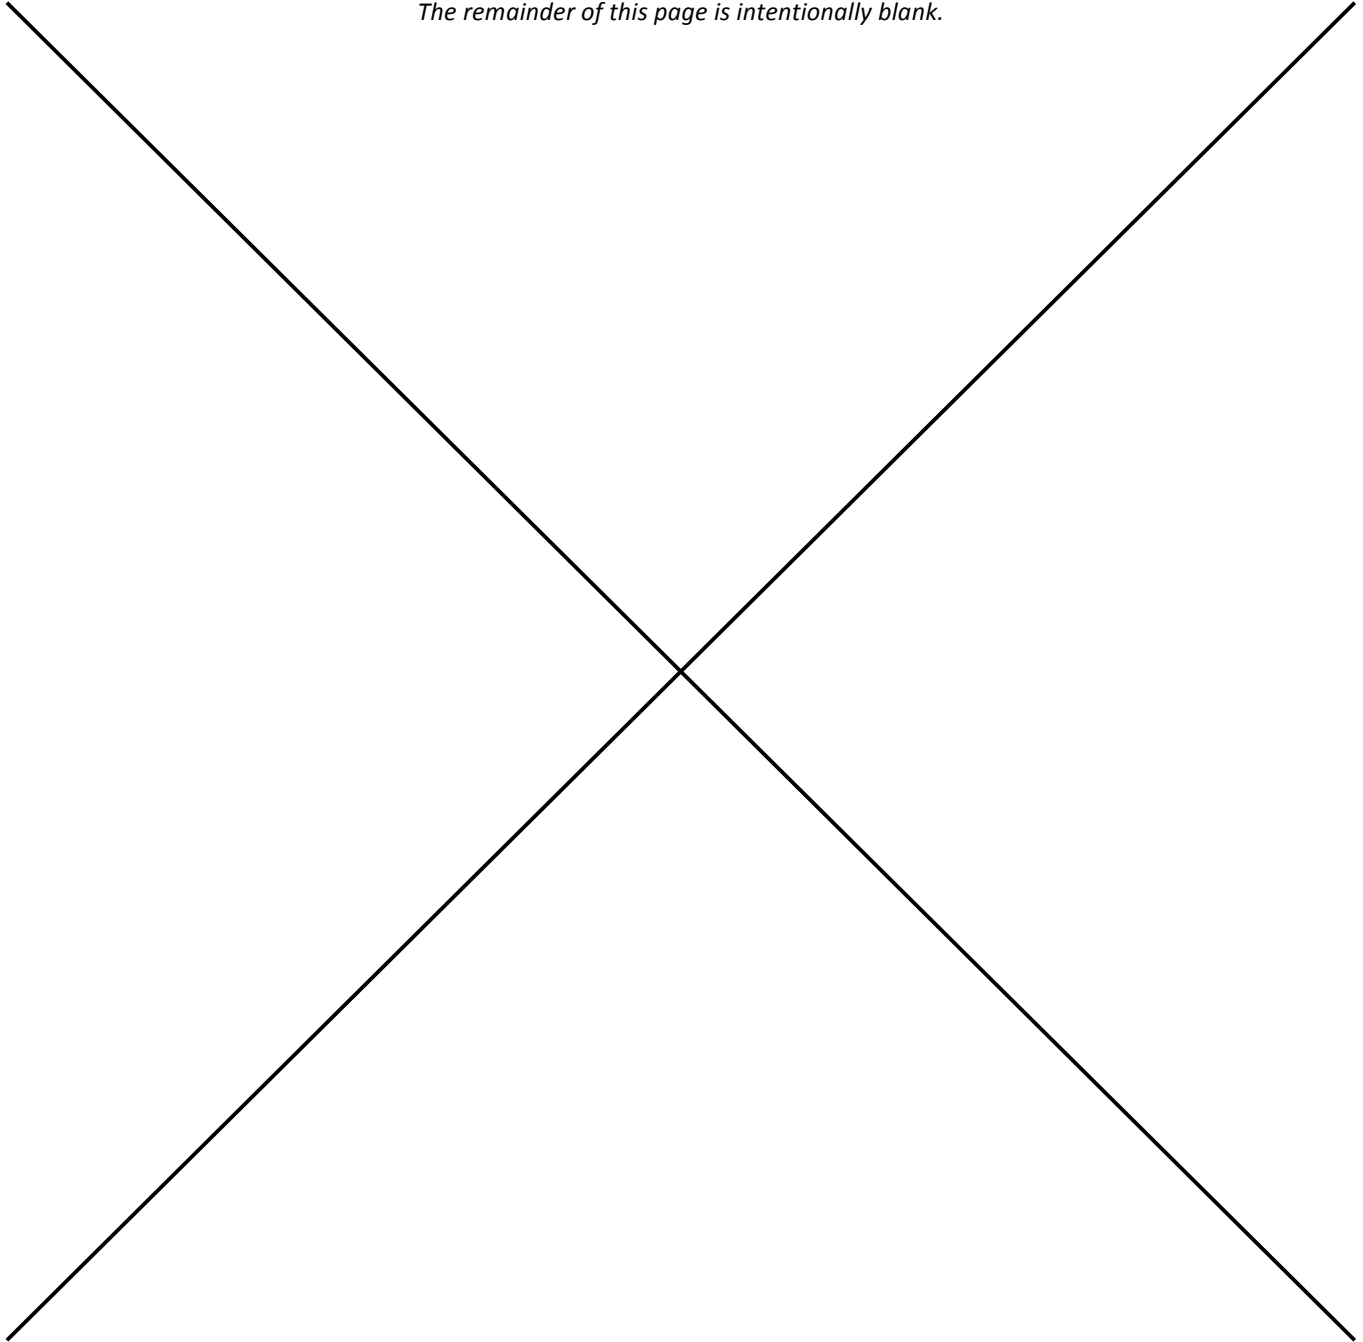 The remainder of this page is intentionally blank.